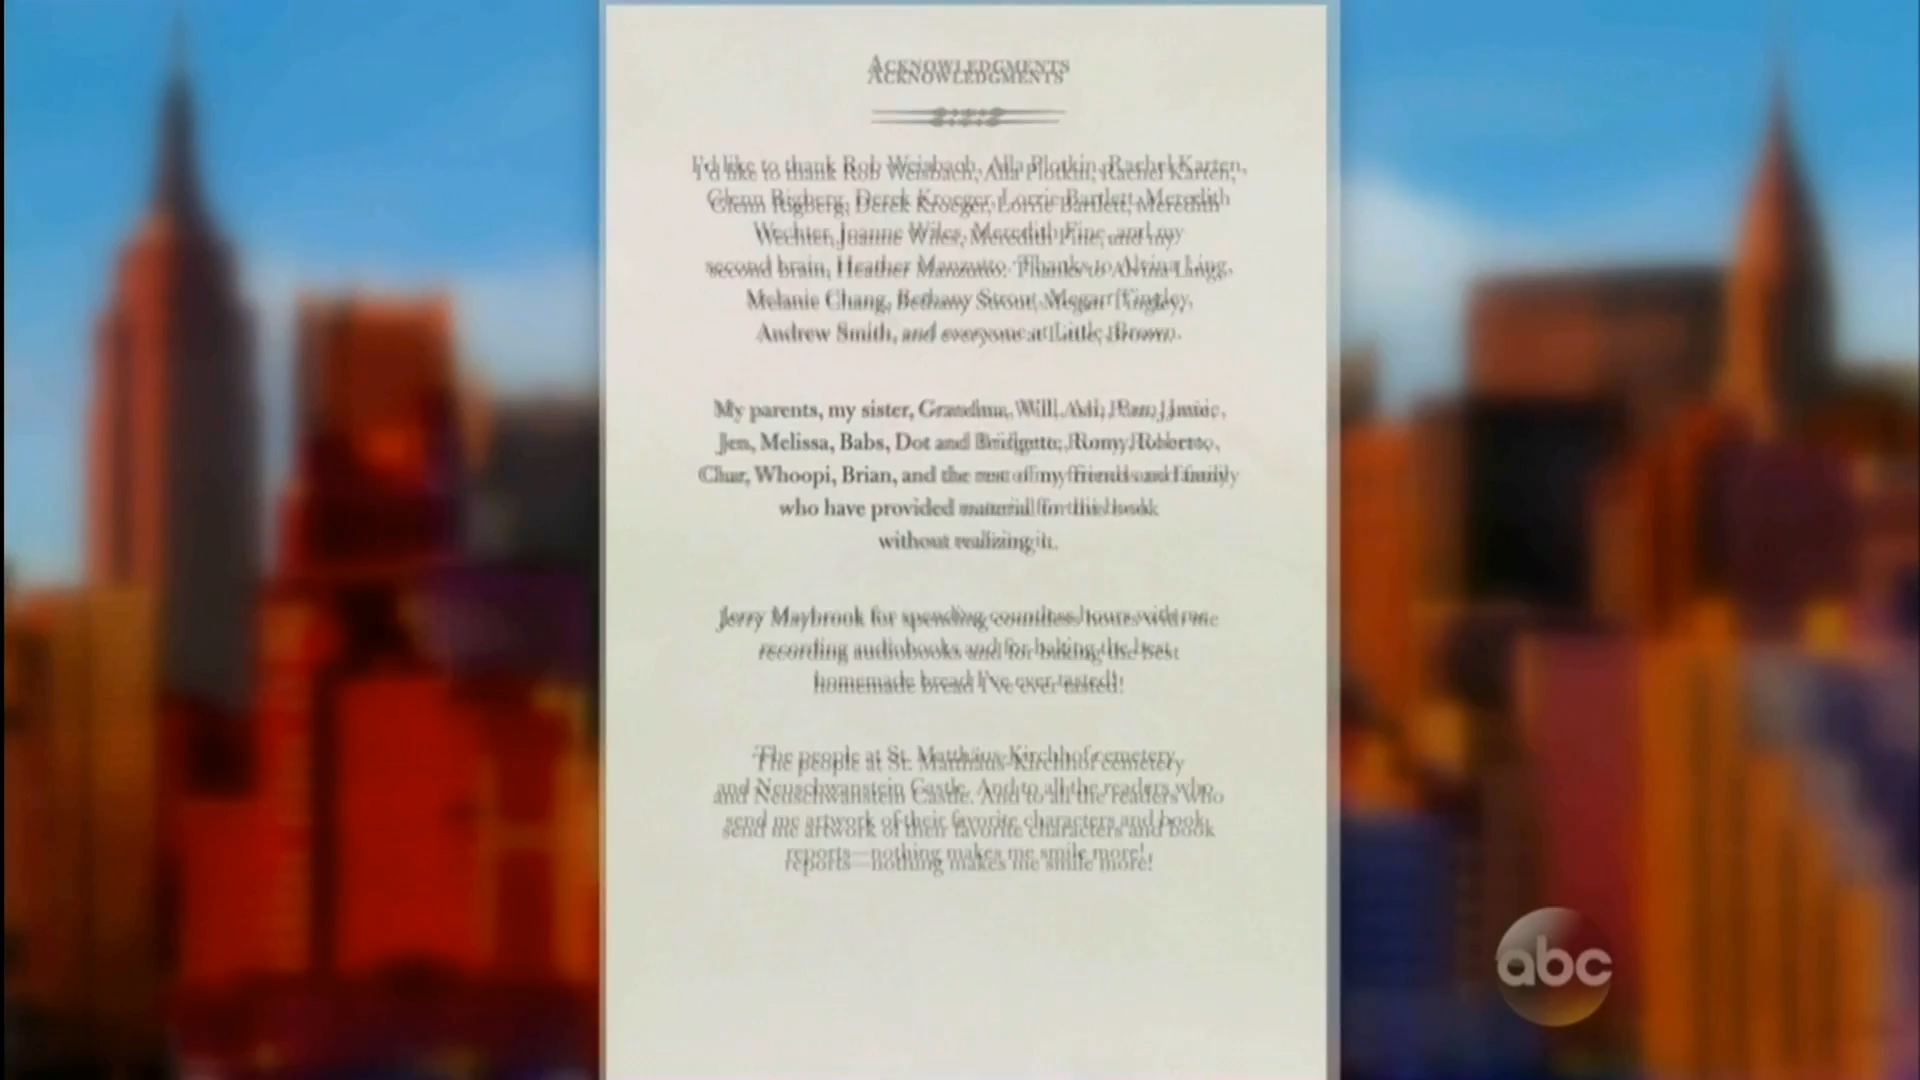 ACKNOWLEDGMENTS
I'd like to thank Rob Weisbach, Alla Plotkin, Rachel Karten,
Glenn Rigberg, Derek Kroeger, Lorrie Bartlett, Meredith
Wechter, Joanne Wiles, Meredith Fine, and my
second brain, Heather Manzutto. Thanks to Alvina Ling,
Melanie Chang, Bethany Strout, Megan Tingley,
Andrew Smith, and everyone at Little, Brown.
My parents, my sister, Grandma, Will, Adi, Pam, Jamie,
Jen, Melissa, Babs, Dot and Bridgette, Romy, Roberto,
Char, Whoopi, Brian, and the rest of my friends and family
who have provided material for this book
without realizing it.
Jerry Maybrook for spending countless hours with me
recording audiobooks and for baking the best
homemade bread I've ever tasted!
The people at St. Matthäus-Kirchhof cemetery
and Neuschwanstein Castle. And to all the readers who
send me artwork of their favorite characters and book
reports—nothing makes me smile more!
abc